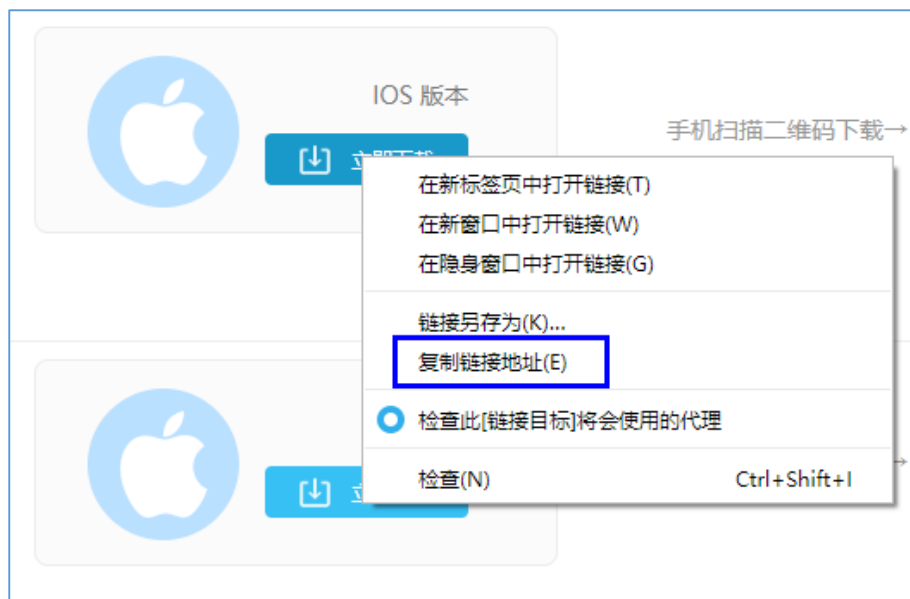 IOS 版本
手机扫描二维码下载→
在新标签页中打开链接(T)
在新窗口中打开链接(W)
在隐身窗口中打开链接(G)
链接另存为(K)...
复制链接地址(E)
检查此[链接目标]将会使用的代理
检查(N) Ctrl+Shift+I